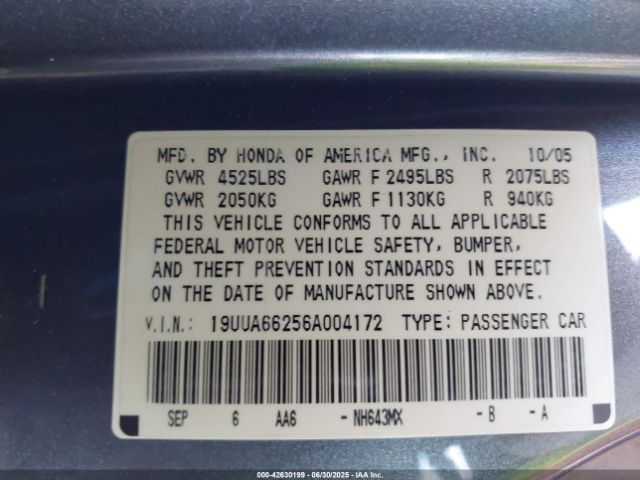 MFD. BY HONDA OF AMERICA MFG., INC. 10/05
GVWR 4525LBS GAWR F 2495LBS R 2075LBS
GVWR 2050KG GAWR F 1130KG R 940KG
THIS VEHICLE CONFORMS TO ALL APPLICABLE
FEDERAL MOTOR VEHICLE SAFETY, BUMPER,
AND THEFT PREVENTION STANDARDS IN EFFECT
ON THE DATE OF MANUFACTURE SHOWN ABOVE.
V.I.N.: 19UUA66256A004172 TYPE: PASSENGER CAR
SEP 6 AA6 -NH643MX -B -A
000-42630199 - 06/30/2025 - IAA Inc.